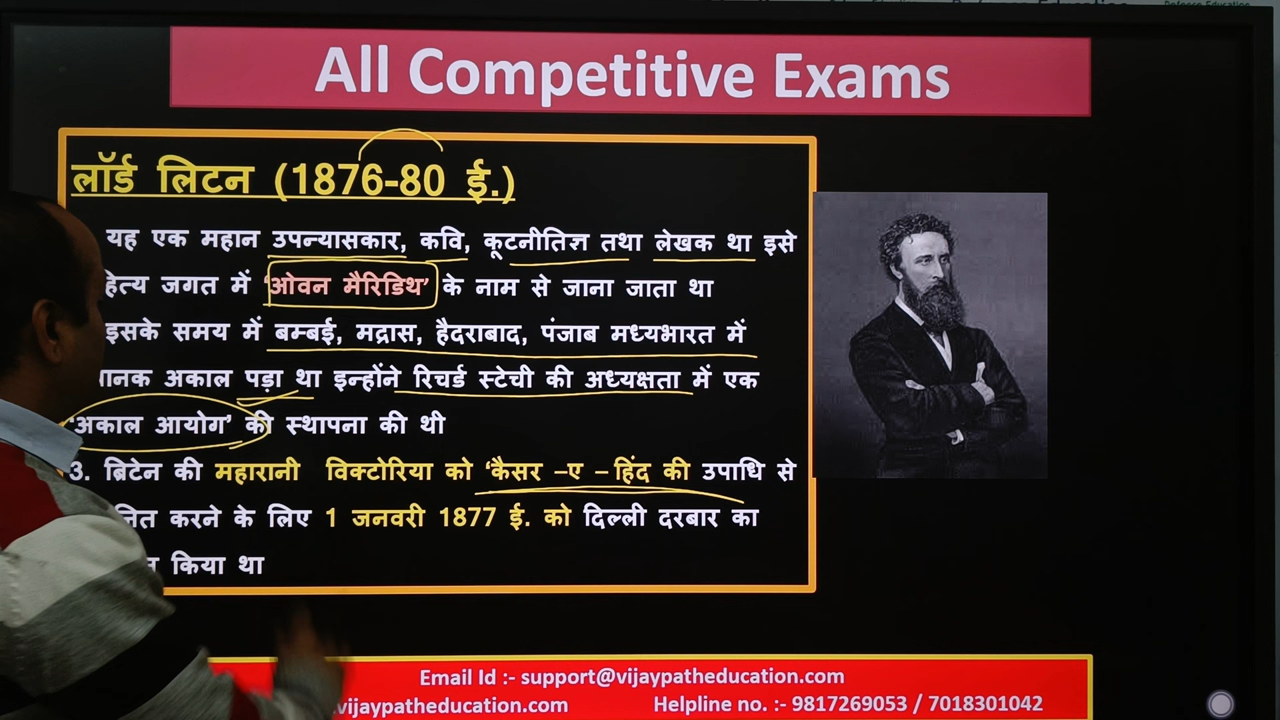 All Competitive Exams
लॉर्ड लिटन (1876-80 ई.)
यह एक महान उपन्यासकार, कवि, कूटनीतिज्ञ तथा लेखक था इसे
हित्य जगत में 'ओवन मैरिडिथ' के नाम से जाना जाता था
इसके समय में बम्बई, मद्रास, हैदराबाद, पंजाब मध्यभारत में
ानक अकाल पड़ा था इन्होंने रिचर्ड स्टेची की अध्यक्षता में एक
'अकाल आयोग' की स्थापना की थी
3. ब्रिटेन की महारानी विक्टोरिया को 'कैसर –ए – हिंद की उपाधि से
नित करने के लिए 1 जनवरी 1877 ई. को दिल्ली दरबार का
न किया था
Email Id :- support@vijaypatheducation.com
.vijaypatheducation.com Helpline no. :- 9817269053 / 7018301042